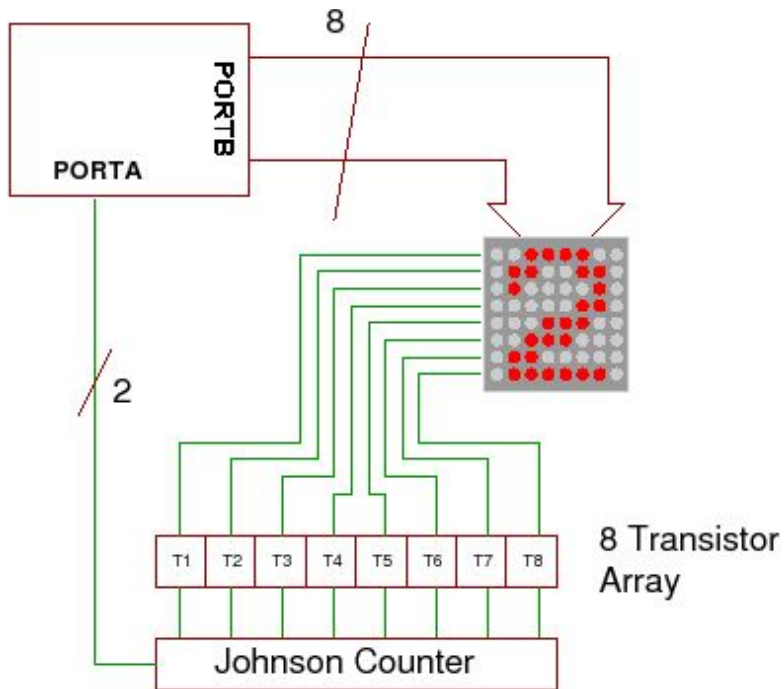 8
PORTB
PORTA
2
T1 T2 T3 T4 T5 T6 T7 T8
8 Transistor
Array
Johnson Counter